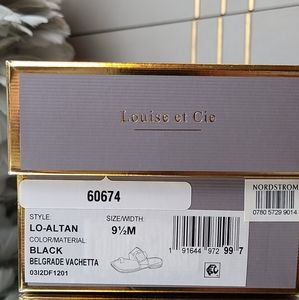 Louise et Cie
60674
STYLE: SIZE/WIDTH:
LO-ALTAN 9½M
COLOR/MATERIAL
BLACK
BELGRADE VACHETTA
03I2DF1201
1 91644 972 99 7
NORDSTROM
0780 5729 9014